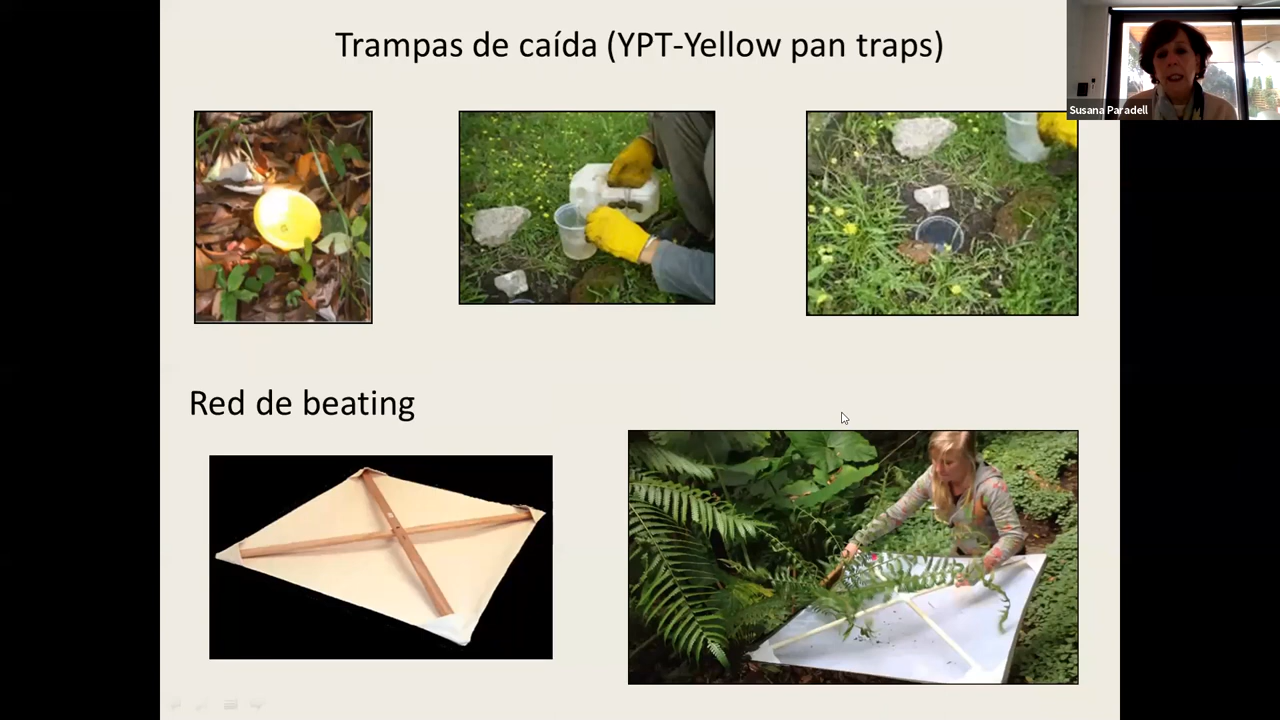 Trampas de caída (YPT-Yellow pan traps)
Susana Paradell
Red de beating